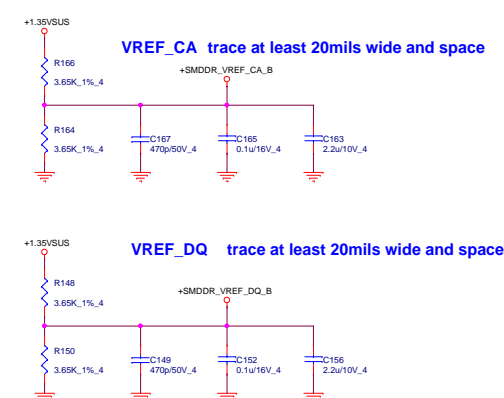 +1.35VSUS
VREF_CA trace at least 20mils wide and space
R166
3.65K_1%_4
+SMDDR_VREF_CA_B
R164
3.65K_1%_4
C167
470p/50V_4
C165
0.1u/16V_4
C163
2.2u/10V_4
+1.35VSUS
VREF_DQ trace at least 20mils wide and space
R148
3.65K_1%_4
+SMDDR_VREF_DQ_B
R150
3.65K_1%_4
C149
470p/50V_4
C152
0.1u/16V_4
C156
2.2u/10V_4